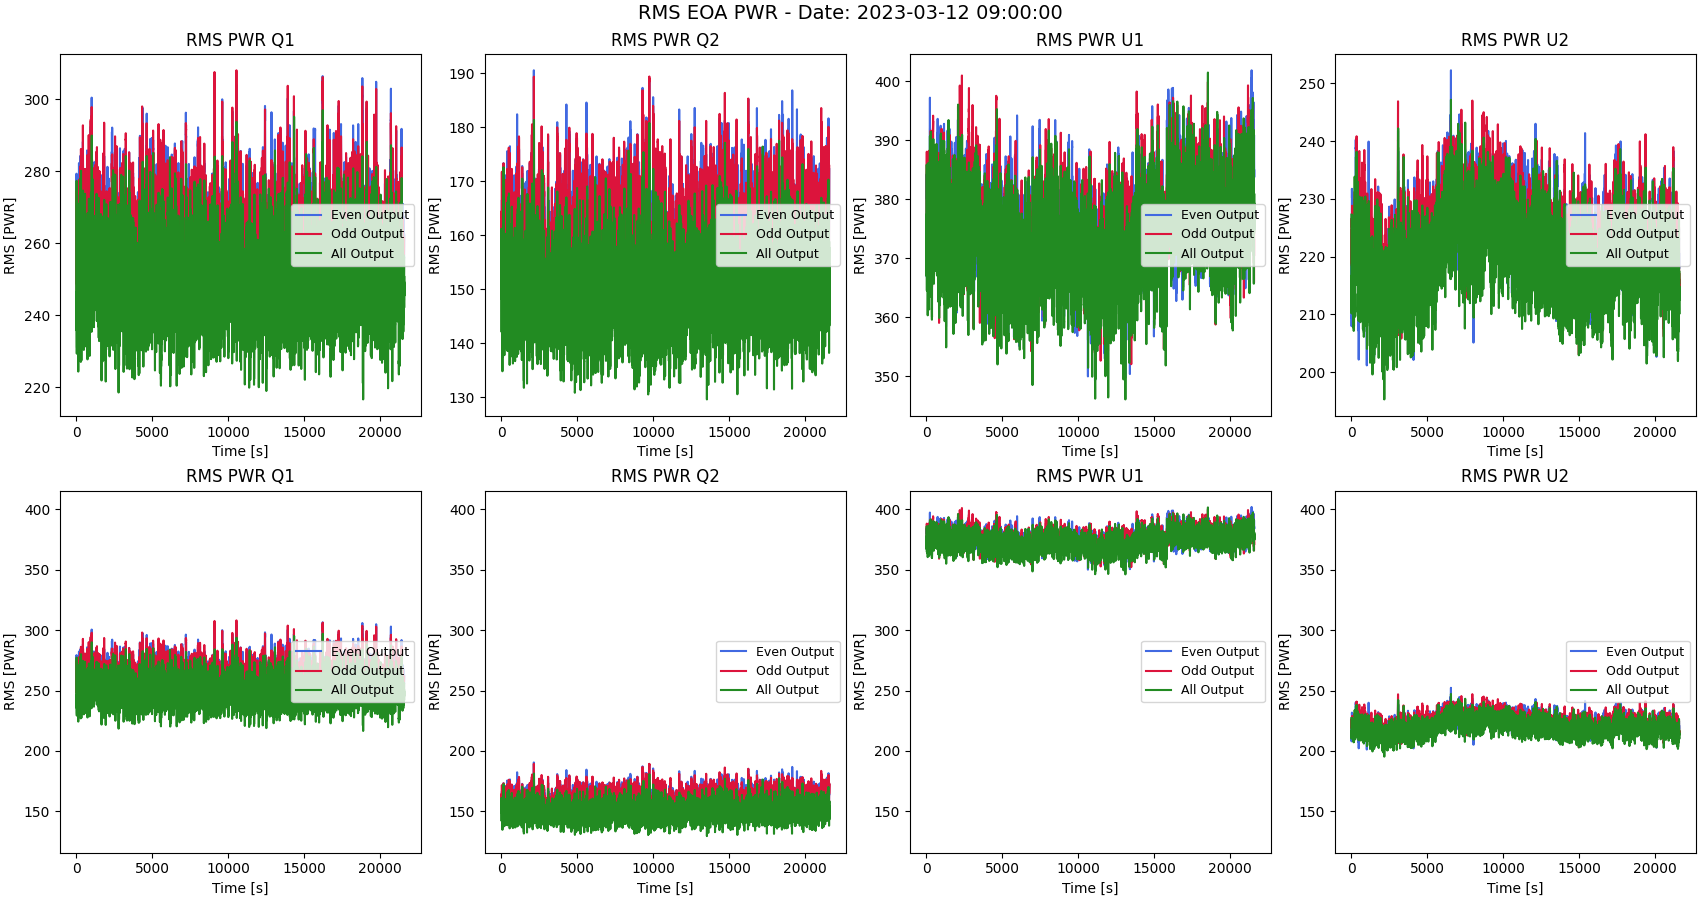 RMS EOA PWR - Date: 2023-03-12 09:00:00
RMS PWR Q1
RMS [PWR]
300
280
260
240
220
0 5000 10000 15000 20000
Time [s]
Even Output
Odd Output
All Output
RMS PWR Q2
RMS [PWR]
190
180
170
160
150
140
130
0 5000 10000 15000 20000
Time [s]
Even Output
Odd Output
All Output
RMS PWR U1
RMS [PWR]
400
390
380
370
360
350
0 5000 10000 15000 20000
Time [s]
Even Output
Odd Output
All Output
RMS PWR U2
RMS [PWR]
250
240
230
220
210
200
0 5000 10000 15000 20000
Time [s]
Even Output
Odd Output
All Output
RMS PWR Q1
RMS [PWR]
400
350
300
250
200
150
0 5000 10000 15000 20000
Time [s]
Even Output
Odd Output
All Output
RMS PWR Q2
RMS [PWR]
400
350
300
250
200
150
0 5000 10000 15000 20000
Time [s]
Even Output
Odd Output
All Output
RMS PWR U1
RMS [PWR]
400
350
300
250
200
150
0 5000 10000 15000 20000
Time [s]
Even Output
Odd Output
All Output
RMS PWR U2
RMS [PWR]
400
350
300
250
200
150
0 5000 10000 15000 20000
Time [s]
Even Output
Odd Output
All Output